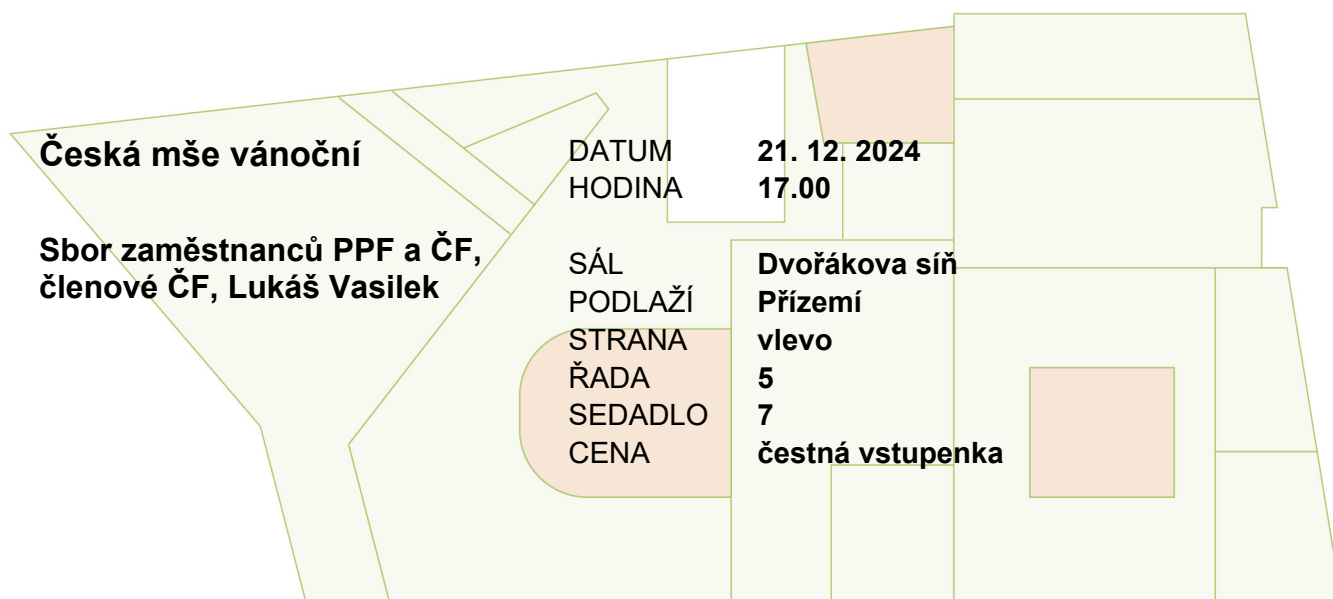 Česká mše vánoční
Sbor zaměstnanců PPF a ČF,
členové ČF, Lukáš Vasilek
DATUM 21. 12. 2024
HODINA 17.00
SÁL Dvořákova síň
PODLAŽÍ Přízemí
STRANA vlevo
ŘADA 5
SEDADLO 7
CENA čestná vstupenka